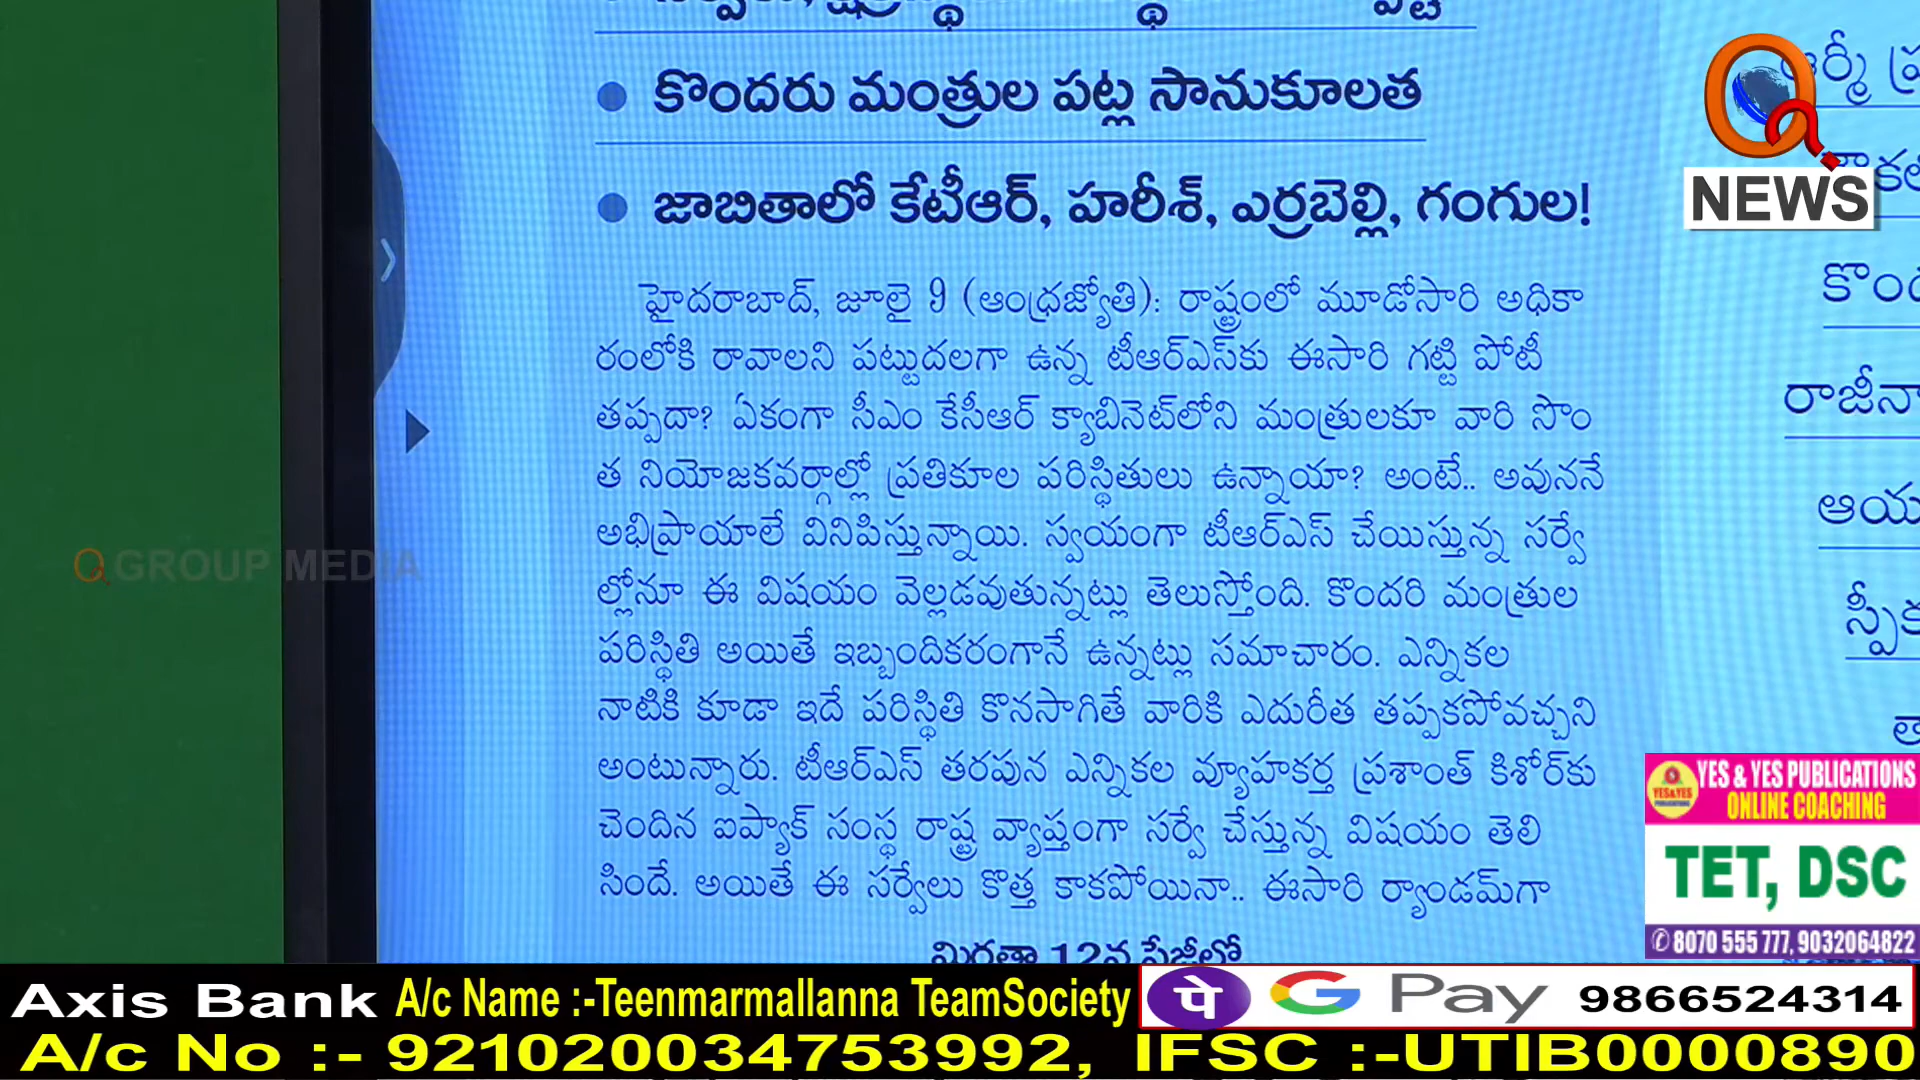 • కొందరు మంత్రుల పట్ల సానుకూలత
• జాబితాలో కేటీఆర్, హరీశ్, ఎర్రబెల్లి, గంగుల!
హైదరాబాద్, జూలై 9 (ఆంధ్రజ్యోతి): రాష్ట్రంలో మూడోసారి అధికా
రంలోకి రావాలని పట్టుదలగా ఉన్న టీఆర్ఎస్‌కు ఈసారి గట్టి పోటీ
తప్పదా? ఏకంగా సీఎం కేసీఆర్ క్యాబినెట్‌లోని మంత్రులకూ వారి సొం
త నియోజకవర్గాల్లో ప్రతికూల పరిస్థితులు ఉన్నాయా? అంటే.. అవుననే
అభిప్రాయాలే వినిపిస్తున్నాయి. స్వయంగా టీఆర్ఎస్ చేయిస్తున్న సర్వే
ల్లోనూ ఈ విషయం వెల్లడవుతున్నట్లు తెలుస్తోంది. కొందరి మంత్రుల
పరిస్థితి అయితే ఇబ్బందికరంగానే ఉన్నట్లు సమాచారం. ఎన్నికల
నాటికి కూడా ఇదే పరిస్థితి కొనసాగితే వారికి ఎదురీత తప్పకపోవచ్చని
అంటున్నారు. టీఆర్ఎస్ తరపున ఎన్నికల వ్యూహకర్త ప్రశాంత్ కిశోర్‌కు
చెందిన ఐప్యాక్ సంస్థ రాష్ట్ర వ్యాప్తంగా సర్వే చేస్తున్న విషయం తెలి
సిందే. అయితే ఈ సర్వేలు కొత్త కాకపోయినా.. ఈసారి ర్యాండమ్‌గా
మిగతా 12వ పేజీలో
Q
NEWS
రాజీనా
Q GROUP MEDIA
YES & YES PUBLICATIONS
ONLINE COACHING
YES&YES
TET, DSC
8070 555 777, 9032064822
Axis Bank A/c Name :-Teenmarmallanna TeamSociety
पे G Pay 9866524314
A/c No :- 921020034753992, IFSC :-UTIB0000890